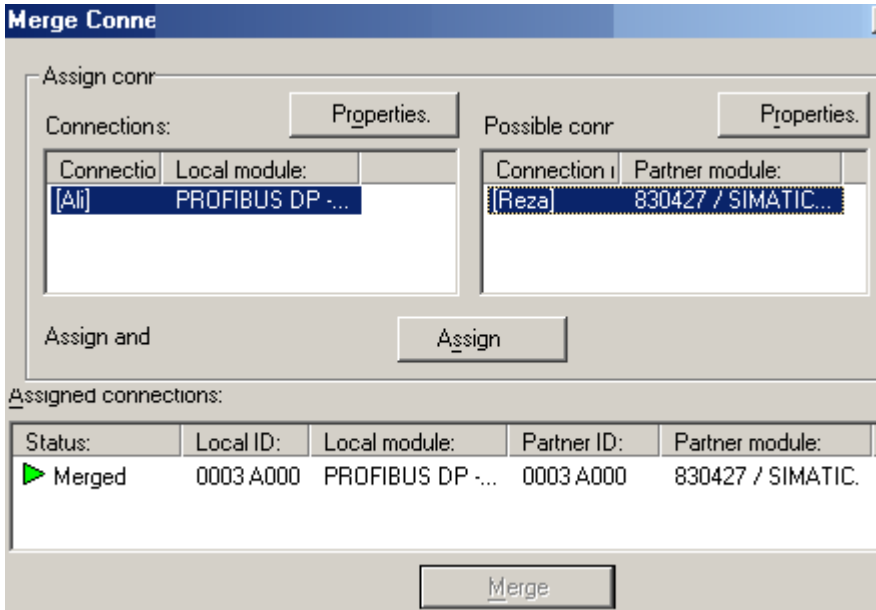 Merge Conne
Assign conr
Connections: Properties. Possible conr Properties.
Connectio Local module: Connection ı Partner module:
[Ali] PROFIBUS DP -... [Reza] 830427 / SIMATIC...
Assign and Assign
Assigned connections:
Status: Local ID: Local module: Partner ID: Partner module:
Merged 0003 A000 PROFIBUS DP -... 0003 A000 830427 / SIMATIC.
Merge